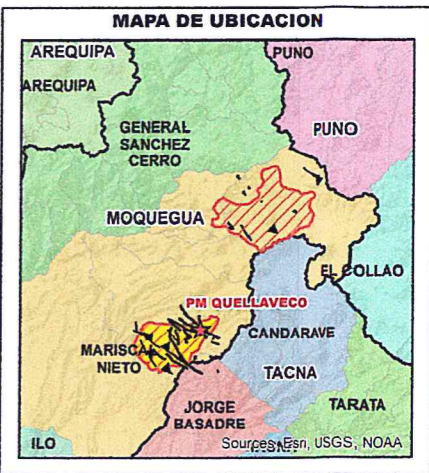 MAPA DE UBICACION
AREQUIPA
PUNO
AREQUIPA
GENERAL
SANCHEZ
CERRO
PUNO
MOQUEGUA
EL COLLAO
PM QUELLAVECO
CANDARAVE
MARISCAL
NIETO
TACNA
JORGE
BASADRE
TARATA
ILO
Sources: Esri, USGS, NOAA